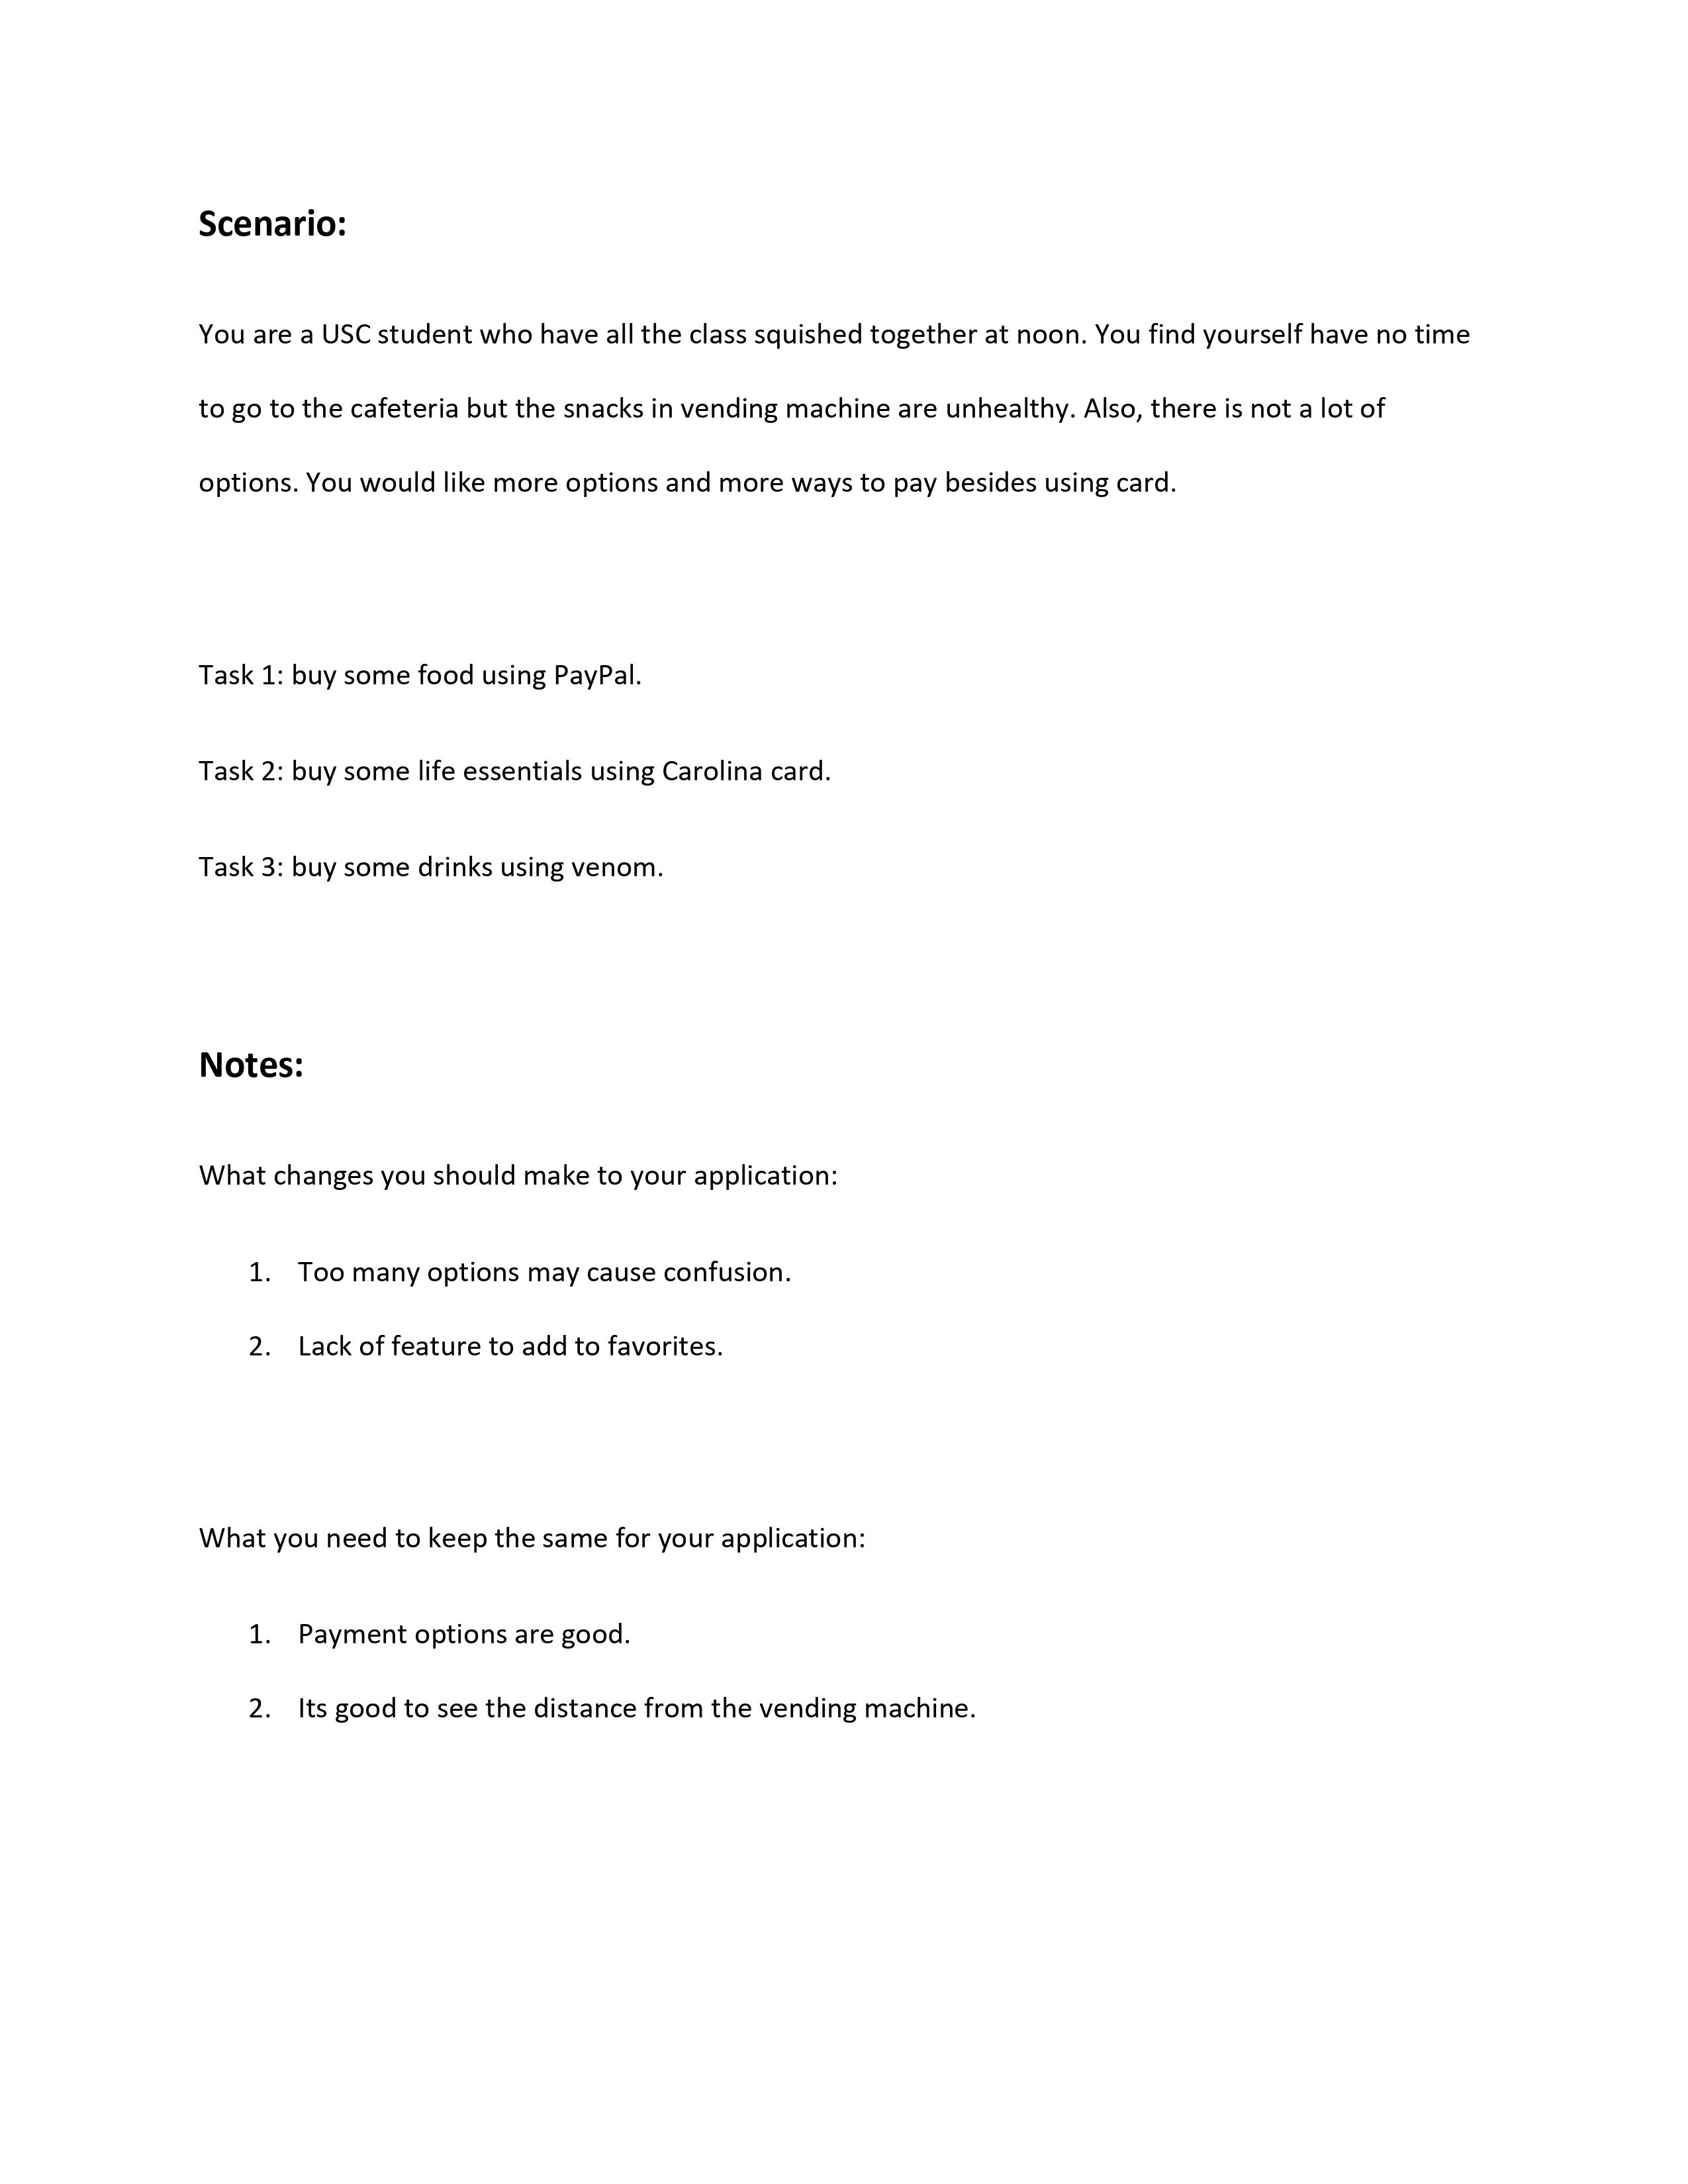 Scenario:
You are a USC student who have all the class squished together at noon. You find yourself have no time
to go to the cafeteria but the snacks in vending machine are unhealthy. Also, there is not a lot of
options. You would like more options and more ways to pay besides using card.
Task 1: buy some food using PayPal.
Task 2: buy some life essentials using Carolina card.
Task 3: buy some drinks using venom.
Notes:
What changes you should make to your application:
1. Too many options may cause confusion.
2. Lack of feature to add to favorites.
What you need to keep the same for your application:
1. Payment options are good.
2. Its good to see the distance from the vending machine.